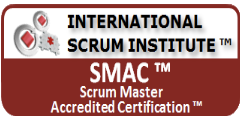 INTERNATIONAL
SCRUM INSTITUTE ™
SMAC ™
Scrum Master
Accredited Certification ™